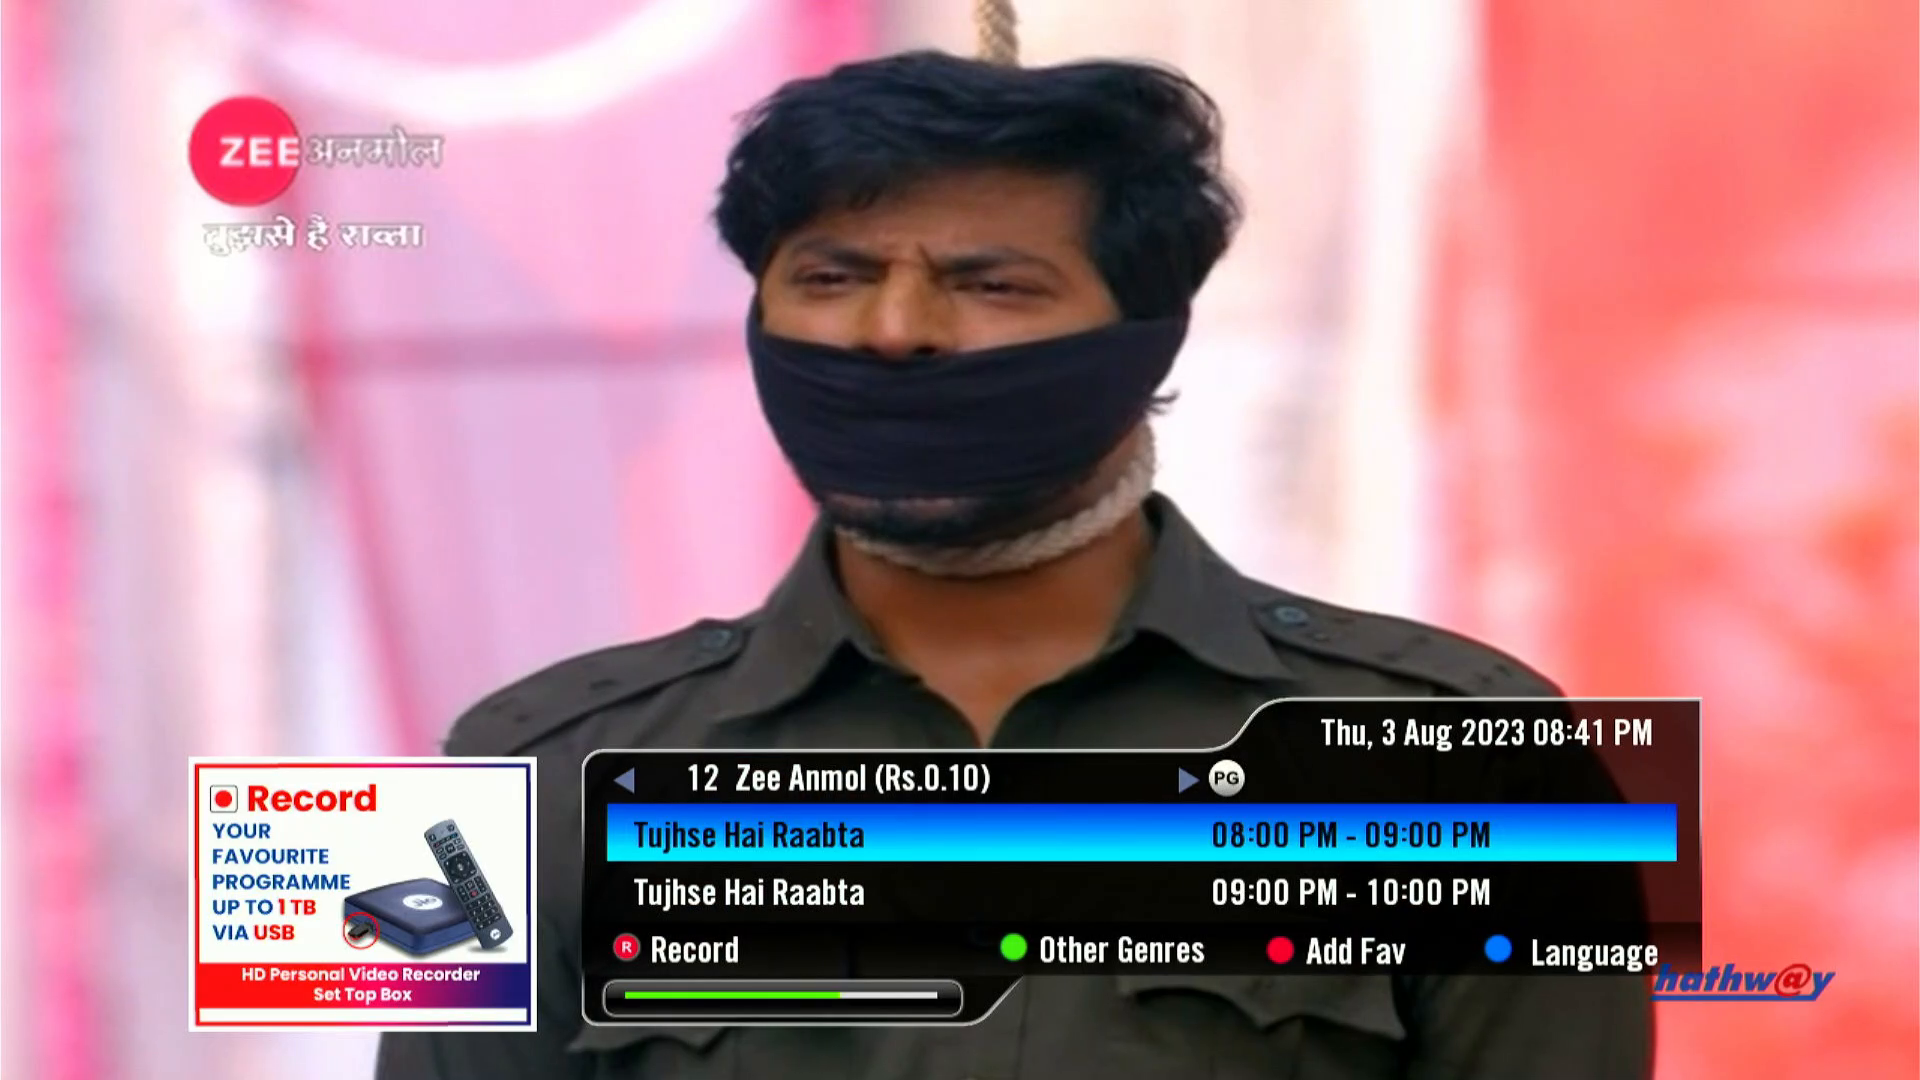 ZEE अनमोल
तुझसे है राब्ता
Thu, 3 Aug 2023 08:41 PM
12 Zee Anmol (Rs.0.10)
PG
Tujhse Hai Raabta 08:00 PM - 09:00 PM
Tujhse Hai Raabta 09:00 PM - 10:00 PM
R Record
Other Genres
Add Fav
Language
Record
YOUR
FAVOURITE
PROGRAMME
UP TO 1 TB
VIA USB
HD Personal Video Recorder
Set Top Box
hathw@y